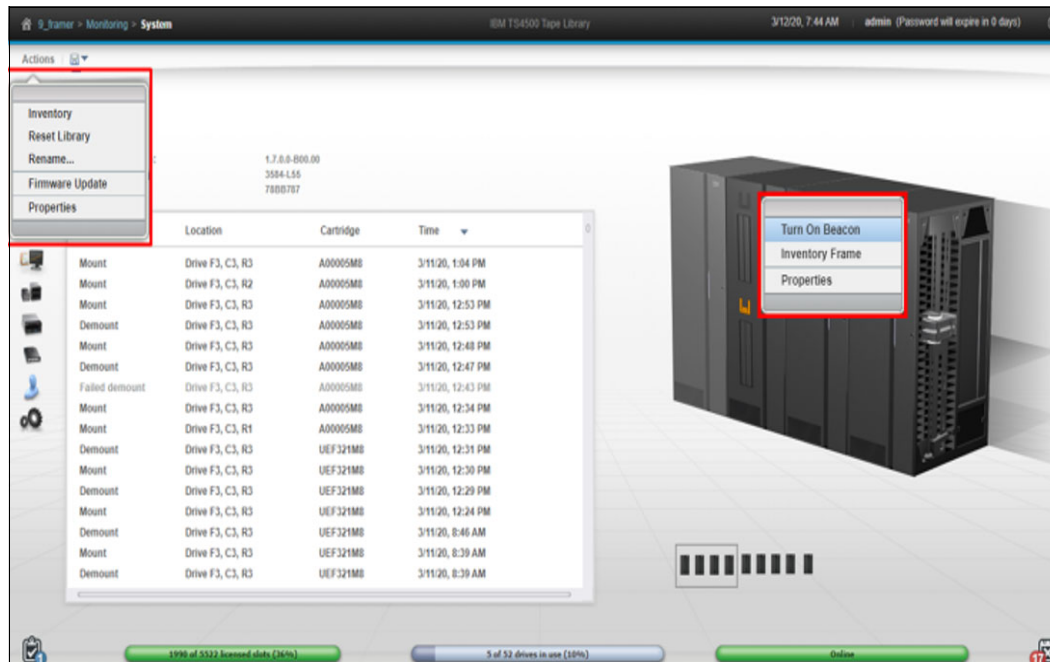 9_framer > Monitoring > System
IBM TS4500 Tape Library
3/12/20, 7:44 AM
admin (Password will expire in 0 days)
Actions
Inventory
Reset Library
Rename...
Firmware Update
Properties
1.7.0.0-B00.00
3584-L55
78BB787
Turn On Beacon
Inventory Frame
Properties
Location Cartridge Time
Mount Drive F3, C3, R3 A00005M8 3/11/20, 1:04 PM
Mount Drive F3, C3, R2 A00005M8 3/11/20, 1:00 PM
Mount Drive F3, C3, R3 A00005M8 3/11/20, 12:53 PM
Demount Drive F3, C3, R3 A00005M8 3/11/20, 12:53 PM
Mount Drive F3, C3, R3 A00005M8 3/11/20, 12:48 PM
Demount Drive F3, C3, R3 A00005M8 3/11/20, 12:47 PM
Failed demount Drive F3, C3, R3 A00005M8 3/11/20, 12:43 PM
Mount Drive F3, C3, R3 A00005M8 3/11/20, 12:34 PM
Mount Drive F3, C3, R1 A00005M8 3/11/20, 12:33 PM
Demount Drive F3, C3, R3 UEF321M8 3/11/20, 12:31 PM
Mount Drive F3, C3, R3 UEF321M8 3/11/20, 12:30 PM
Demount Drive F3, C3, R3 UEF321M8 3/11/20, 12:29 PM
Mount Drive F3, C3, R3 UEF321M8 3/11/20, 12:24 PM
Demount Drive F3, C3, R3 UEF321M8 3/11/20, 8:46 AM
Mount Drive F3, C3, R3 UEF321M8 3/11/20, 8:39 AM
Demount Drive F3, C3, R3 UEF321M8 3/11/20, 8:39 AM
1990 of 5522 licensed slots (36%)
5 of 52 drives in use (10%)
Online
17